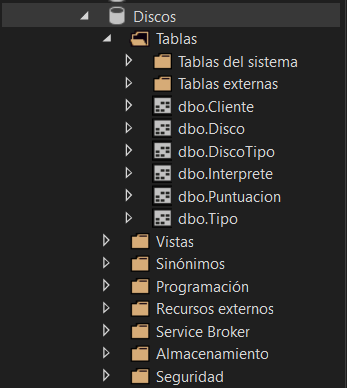 Discos
Tablas
Tablas del sistema
Tablas externas
dbo.Cliente
dbo.Disco
dbo.DiscoTipo
dbo.Interprete
dbo.Puntuacion
dbo.Tipo
Vistas
Sinónimos
Programación
Recursos externos
Service Broker
Almacenamiento
Seguridad